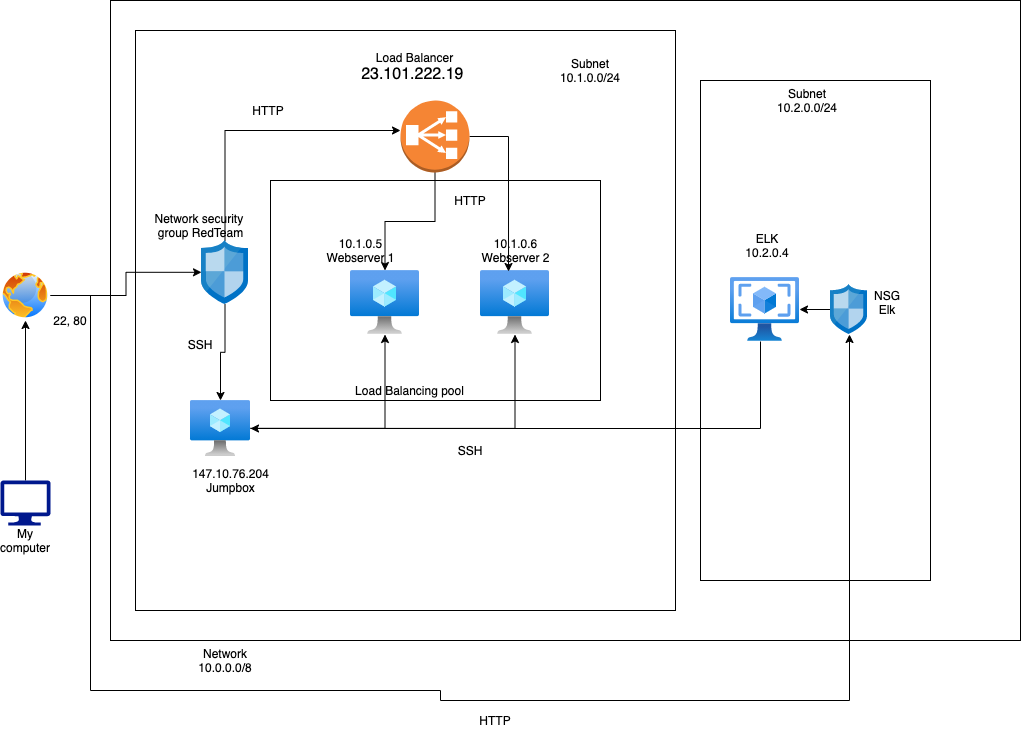 Load Balancer
23.101.222.19
Subnet
10.1.0.0/24
Subnet
10.2.0.0/24
HTTP
HTTP
Network security
group RedTeam
10.1.0.5
Webserver 1
10.1.0.6
Webserver 2
ELK
10.2.0.4
NSG
Elk
22, 80
SSH
Load Balancing pool
SSH
147.10.76.204
Jumpbox
My
computer
Network
10.0.0.0/8
HTTP